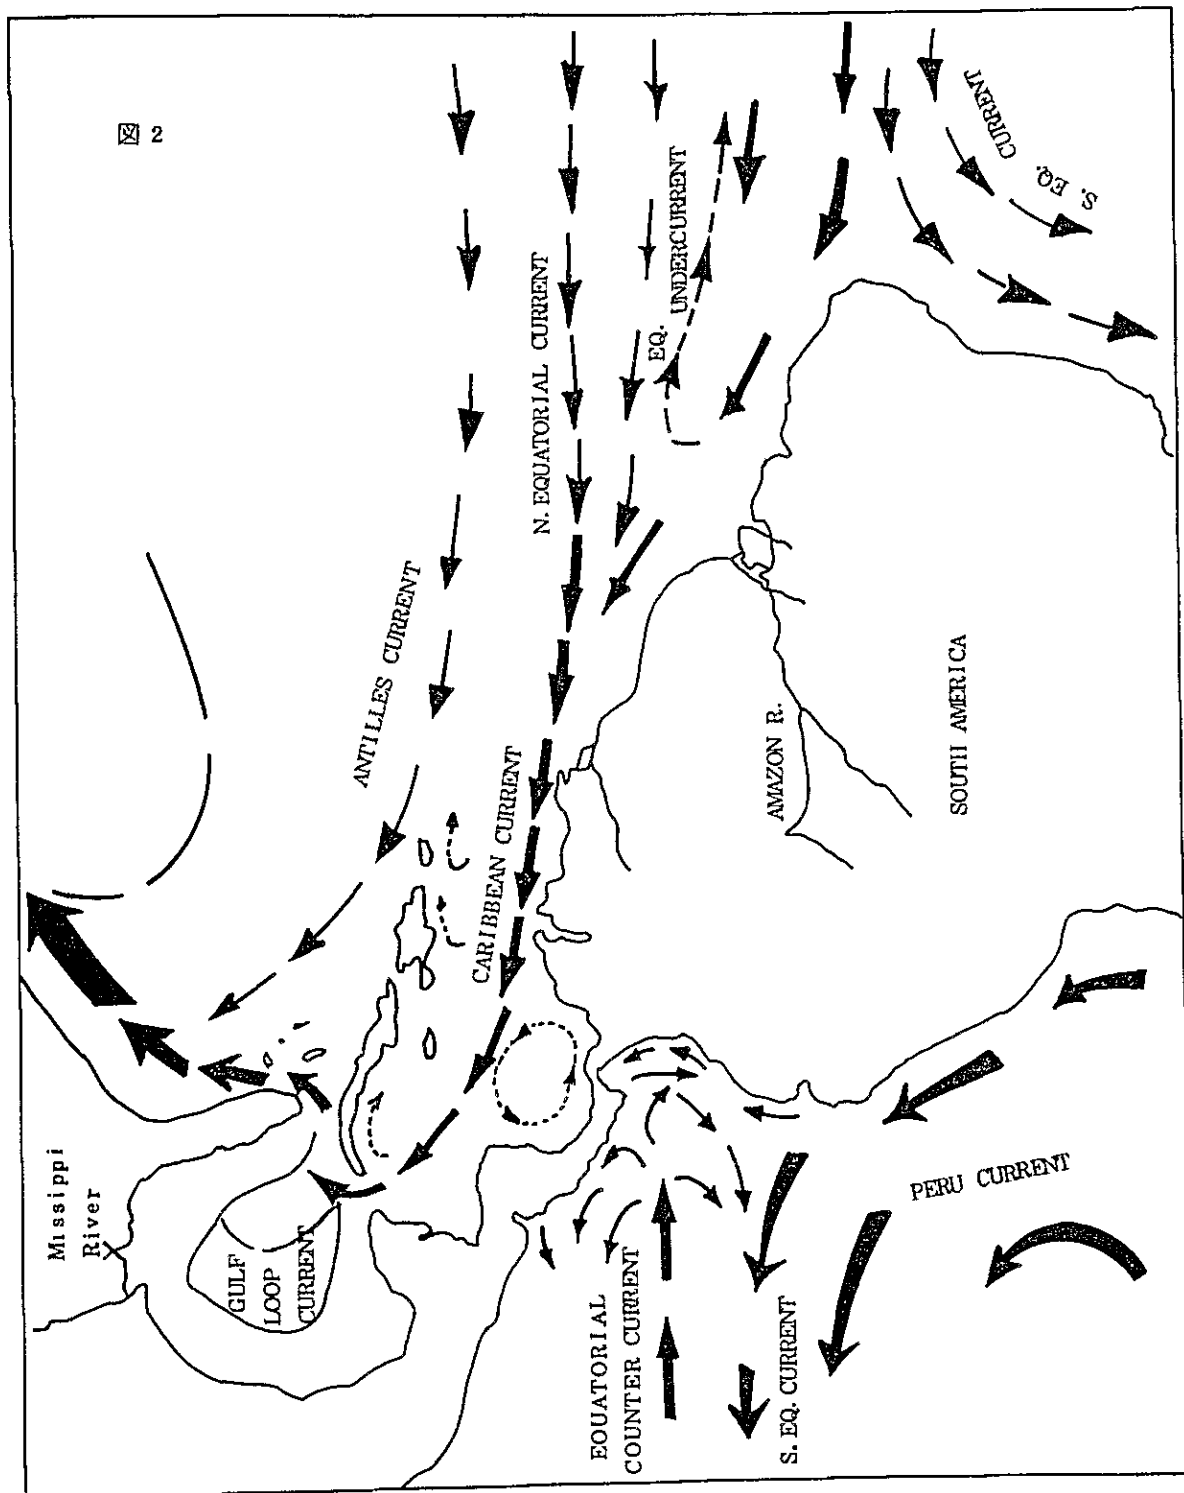 図 2
Mississippi
River
GULF
LOOP
CURRENT
ANTILLES CURRENT
N. EQUATORIAL CURRENT
CARIBBEAN CURRENT
EQ.
UNDERCURRENT
S. EQ. CURRENT
AMAZON R.
SOUTH AMERICA
EQUATORIAL
COUNTER CURRENT
S. EQ. CURRENT
PERU CURRENT